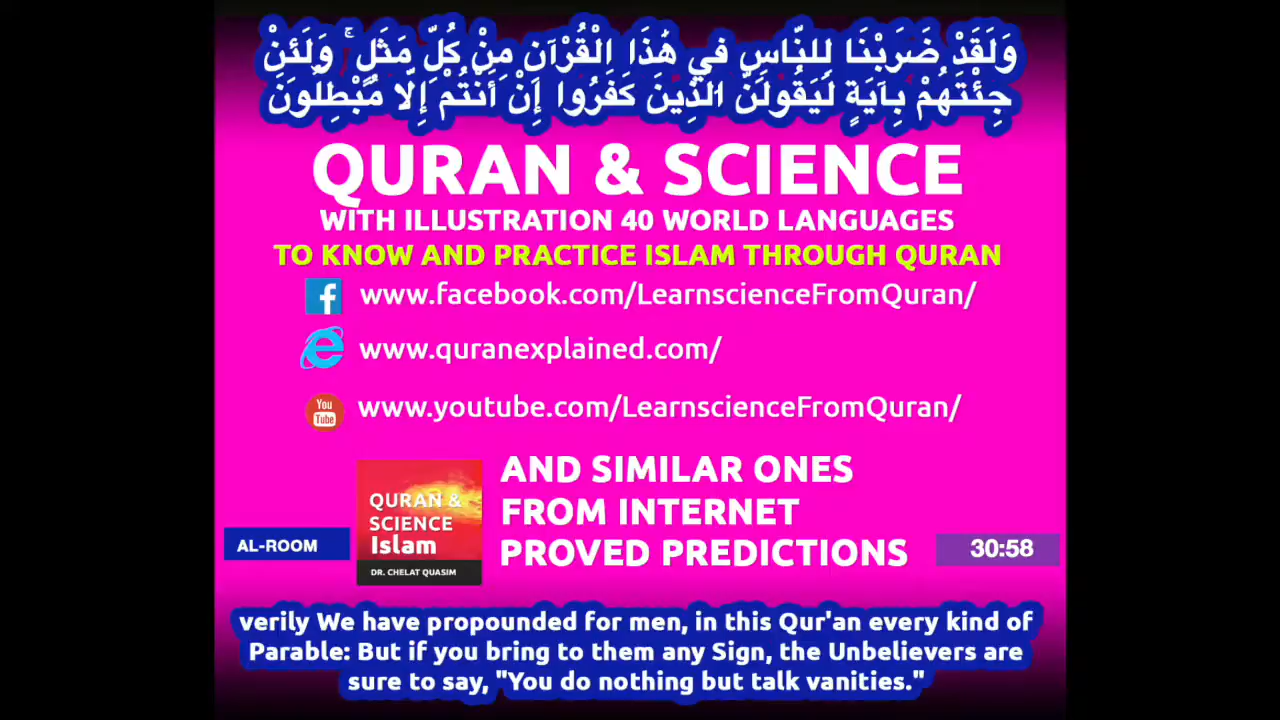 وَلَقَدْ ضَرَبْنَا لِلنَّاسِ فِي هَٰذَا الْقُرْآنِ مِنْ كُلِّ مَثَلٍ ۚ وَلَئِنْ
جِئْتَهُمْ بِآيَةٍ لَيَقُولَنَّ الَّذِينَ كَفَرُوا إِنْ أَنْتُمْ إِلَّا مُبْطِلُونَ
QURAN & SCIENCE
WITH ILLUSTRATION 40 WORLD LANGUAGES
TO KNOW AND PRACTICE ISLAM THROUGH QURAN
f www.facebook.com/LearnscienceFromQuran/
www.quranexplained.com/
You
Tube
www.youtube.com/LearnscienceFromQuran/
AND SIMILAR ONES
FROM INTERNET
PROVED PREDICTIONS
QURAN &
SCIENCE
Islam
DR. CHELAT QUASIM
AL-ROOM
30:58
verily We have propounded for men, in this Qur'an every kind of
Parable: But if you bring to them any Sign, the Unbelievers are
sure to say, "You do nothing but talk vanities."